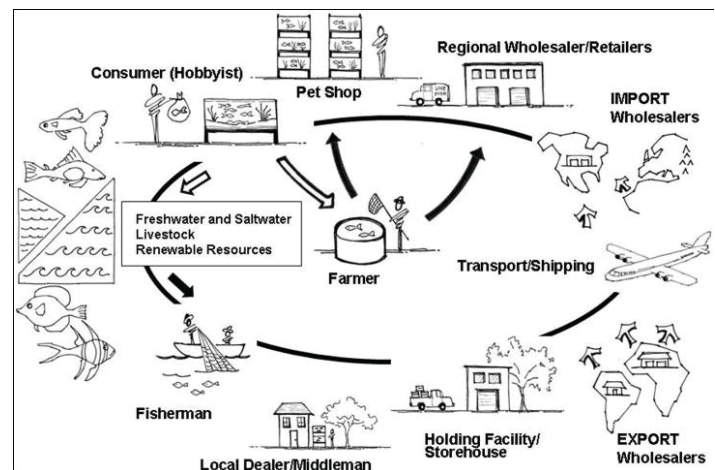 Regional Wholesaler/Retailers
Consumer (Hobbyist)
Pet Shop
IMPORT
Wholesalers
Freshwater and Saltwater
Livestock
Renewable Resources
Farmer
Transport/Shipping
Fisherman
Local Dealer/Middleman
Holding Facility/
Storehouse
EXPORT
Wholesalers